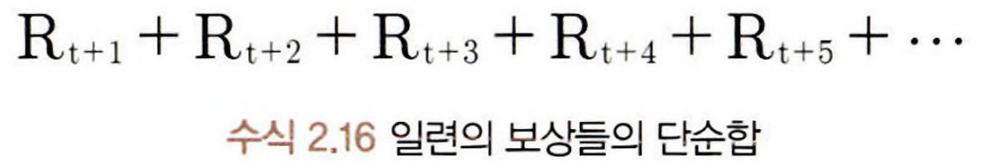 R_{t+1} + R_{t+2} + R_{t+3} + R_{t+4} + R_{t+5} + ⋯
수식 2.16 일련의 보상들의 단순합